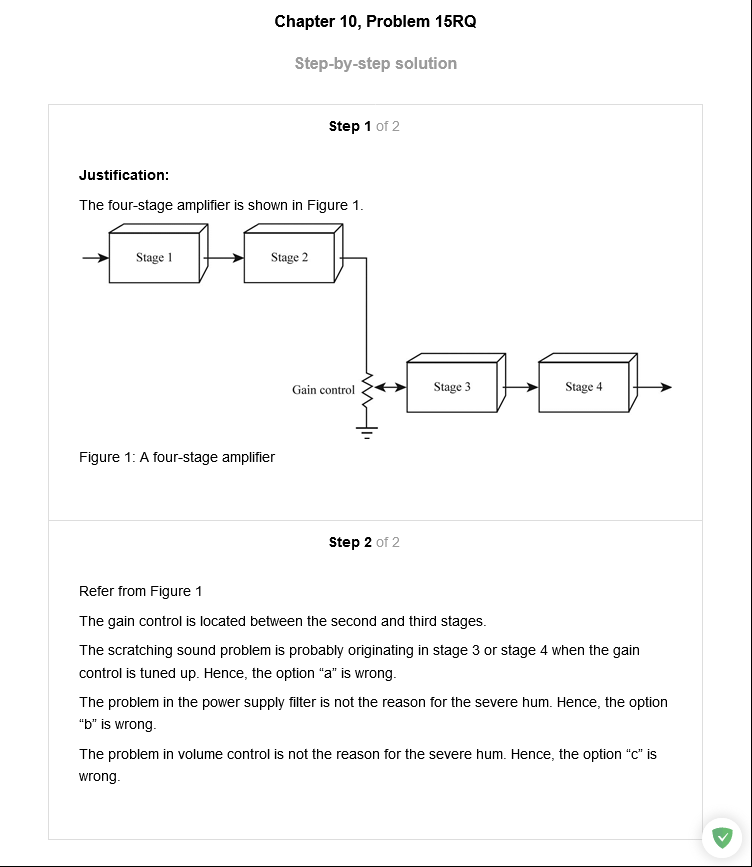 Chapter 10, Problem 15RQ
Step-by-step solution
Step 1 of 2
Justification:
The four-stage amplifier is shown in Figure 1.
Stage 1
Stage 2
Gain control
Stage 3
Stage 4
Figure 1: A four-stage amplifier
Step 2 of 2
Refer from Figure 1
The gain control is located between the second and third stages.
The scratching sound problem is probably originating in stage 3 or stage 4 when the gain
control is tuned up. Hence, the option “a” is wrong.
The problem in the power supply filter is not the reason for the severe hum. Hence, the option
“b” is wrong.
The problem in volume control is not the reason for the severe hum. Hence, the option “c” is
wrong.